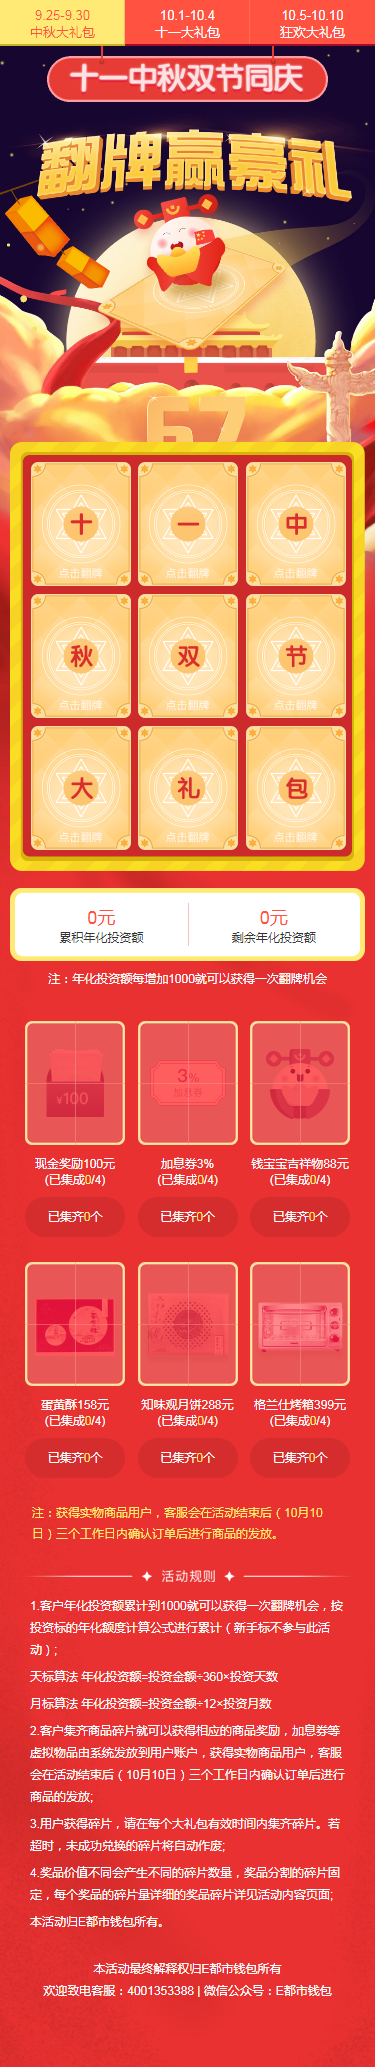 9.25-9.30
中秋大礼包
10.1-10.4
十一大礼包
10.5-10.10
狂欢大礼包
十一中秋双节同庆
翻牌赢豪礼
67
十
点击翻牌
一
点击翻牌
中
点击翻牌
秋
点击翻牌
双
点击翻牌
节
点击翻牌
大
点击翻牌
礼
点击翻牌
包
点击翻牌
0元
累积年化投资额
0元
剩余年化投资额
注：年化投资额每增加1000就可以获得一次翻牌机会
¥100
3%
加息券
现金奖励100元
(已集成0/4)
已集齐0个
加息券3%
(已集成0/4)
已集齐0个
钱宝宝吉祥物88元
(已集成0/4)
已集齐0个
蛋黄酥158元
(已集成0/4)
已集齐0个
知味观月饼288元
(已集成0/4)
已集齐0个
格兰仕烤箱399元
(已集成0/4)
已集齐0个
注：获得实物商品用户，客服会在活动结束后（10月10
日）三个工作日内确认订单后进行商品的发放。
活动规则
1.客户年化投资额累计到1000就可以获得一次翻牌机会，按
投资标的年化额度计算公式进行累计（新手标不参与此活
动）;
天标算法 年化投资额=投资金额÷360×投资天数
月标算法 年化投资额=投资金额÷12×投资月数
2.客户集齐商品碎片就可以获得相应的商品奖励，加息券等
虚拟物品由系统发放到用户账户，获得实物商品用户，客服
会在活动结束后（10月10日）三个工作日内确认订单后进行
商品的发放;
3.用户获得碎片，请在每个大礼包有效时间内集齐碎片。若
超时，未成功兑换的碎片将自动作废;
4.奖品价值不同会产生不同的碎片数量，奖品分割的碎片固
定，每个奖品的碎片量详细的奖品碎片详见活动内容页面;
本活动归E都市钱包所有。
本活动最终解释权归E都市钱包所有
欢迎致电客服：4001353388 | 微信公众号：E都市钱包